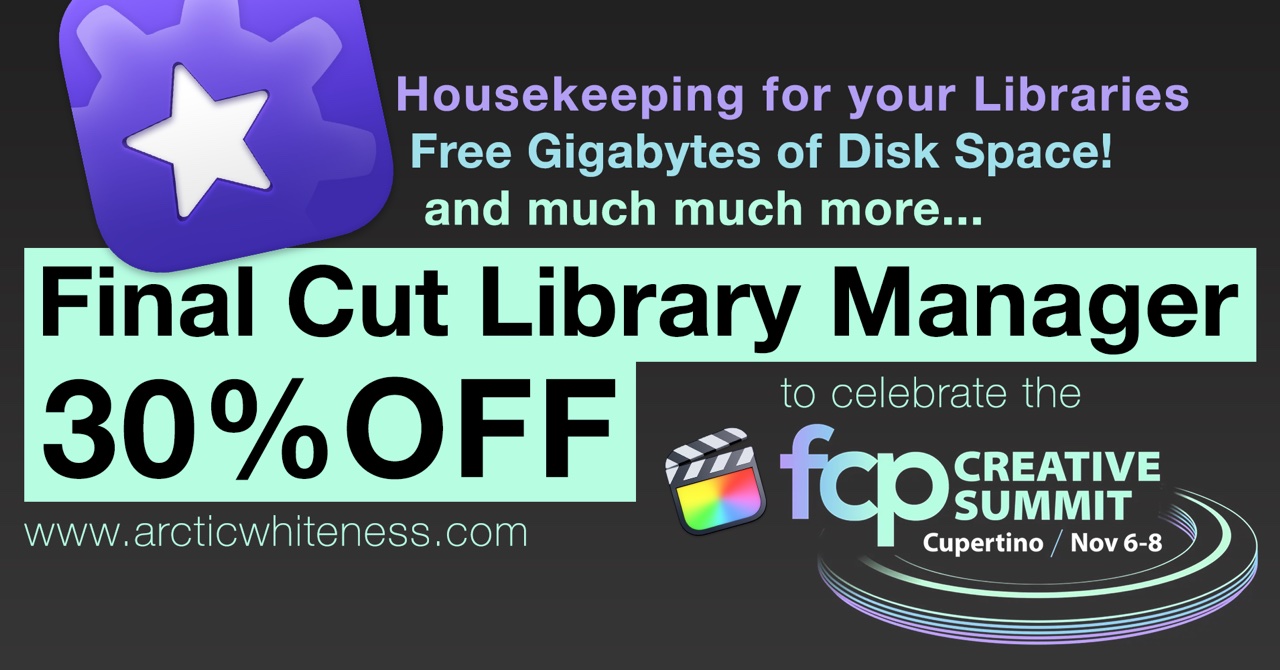 Housekeeping for your Libraries
Free Gigabytes of Disk Space!
and much much more...
Final Cut Library Manager
30%OFF
to celebrate the
fcp CREATIVE
SUMMIT
Cupertino / Nov 6-8
www.arcticwhiteness.com